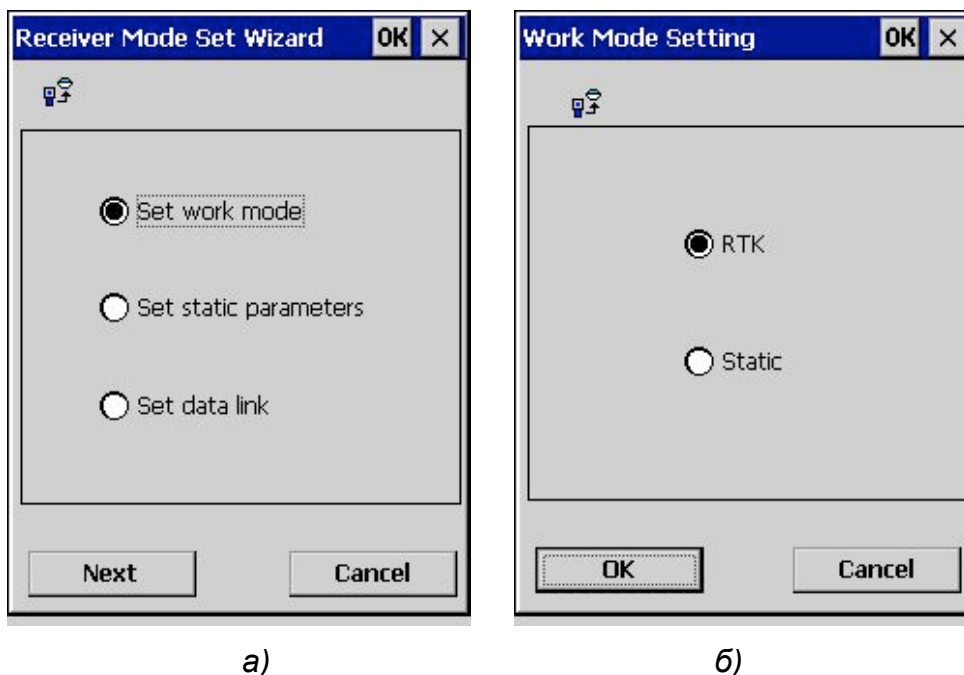 Receiver Mode Set Wizard OK ×
Set work mode
Set static parameters
Set data link
Next Cancel
а)
Work Mode Setting OK ×
RTK
Static
OK Cancel
б)